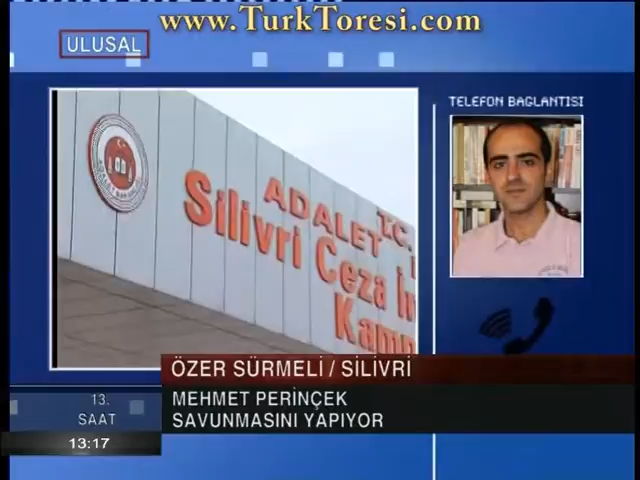 www.TurkToresi.com
ULUSAL
TELEFON BAĞLANTISI
T.C.
ADALET
Silivri Ceza İn
Kamp
ÖZER SÜRMELİ / SİLİVRİ
MEHMET PERİNÇEK
SAVUNMASINI YAPIYOR
13.
SAAT
13:17